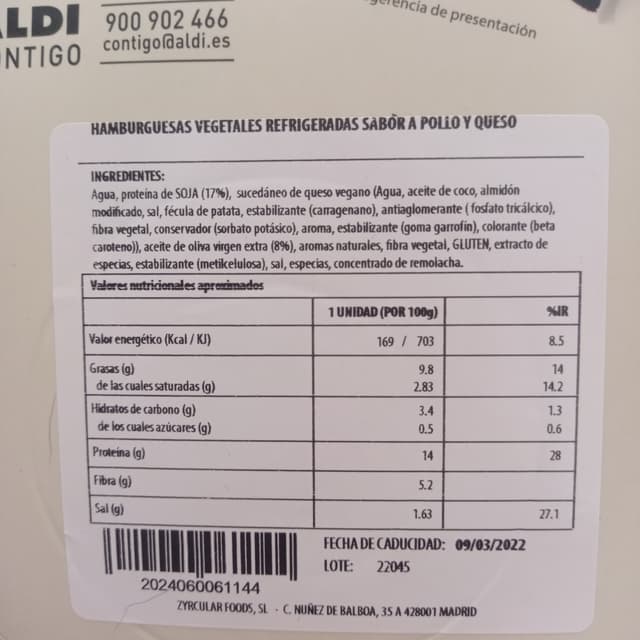 ALDI
CONTIGO
900 902 466
contigo@aldi.es
de presentación
HAMBURGUESAS VEGETALES REFRIGERADAS SABOR A POLLO Y QUESO
INGREDIENTES:
Agua, proteína de SOJA (17%), sucedáneo de queso vegano (Agua, aceite de coco, almidón
modificado, sal, fécula de patata, estabilizante (carragenano), antiaglomerante ( fosfato tricálcico),
fibra vegetal, conservador (sorbato potásico), aroma, estabilizante (goma garrofín), colorante (beta
caroteno)), aceite de oliva virgen extra (8%), aromas naturales, fibra vegetal, GLUTEN, extracto de
especias, estabilizante (metilcelulosa), sal, especias, concentrado de remolacha.
Valores nutricionales aproximados
1 UNIDAD (POR 100g) %IR
Valor energético (Kcal / KJ) 169 / 703 8.5
Grasas (g) 9.8 14
de las cuales saturadas (g) 2.83 14.2
Hidratos de carbono (g) 3.4 1.3
de los cuales azúcares (g) 0.5 0.6
Proteína (g) 14 28
Fibra (g) 5.2
Sal (g) 1.63 27.1
FECHA DE CADUCIDAD: 09/03/2022
LOTE: 22045
2024060061144
ZYRCULAR FOODS, SL · C. NUÑEZ DE BALBOA, 35 A 428001 MADRID